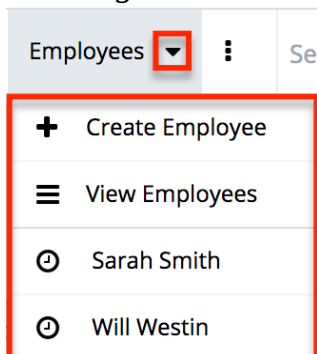 Employees
Se
Create Employee
View Employees
Sarah Smith
Will Westin